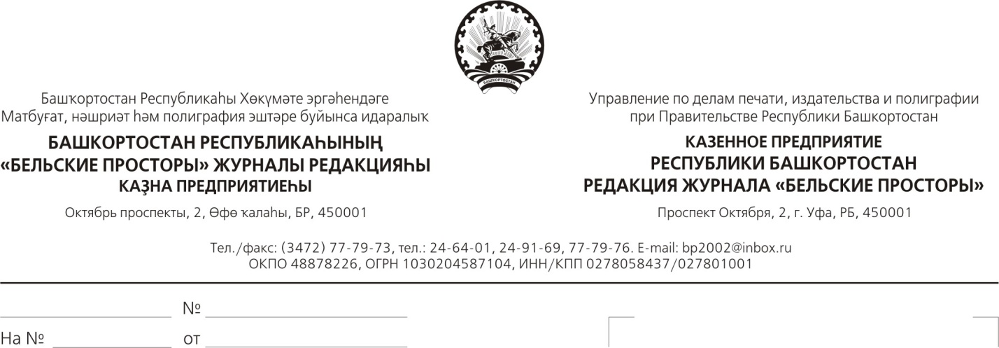 БАШКОРТОСТАН
Башҡортостан Республикаһы Хөкүмәте эргәһендәге
Матбуғат, нәшриәт һәм полиграфия эштәре буйынса идаралыҡ
БАШКОРТОСТАН РЕСПУБЛИКАҺЫНЫҢ
«БЕЛЬСКИЕ ПРОСТОРЫ» ЖУРНАЛЫ РЕДАКЦИЯҺЫ
КАҘНА ПРЕДПРИЯТИЕҺЫ
Октябрь проспекты, 2, Өфө ҡалаһы, БР, 450001
Управление по делам печати, издательства и полиграфии
при Правительстве Республики Башкортостан
КАЗЕННОЕ ПРЕДПРИЯТИЕ
РЕСПУБЛИКИ БАШКОРТОСТАН
РЕДАКЦИЯ ЖУРНАЛА «БЕЛЬСКИЕ ПРОСТОРЫ»
Проспект Октября, 2, г. Уфа, РБ, 450001
Тел./факс: (3472) 77-79-73, тел.: 24-64-01, 24-91-69, 77-79-76. E-mail: bp2002@inbox.ru
ОКПО 48878226, ОГРН 1030204587104, ИНН/КПП 0278058437/027801001
№
На № от